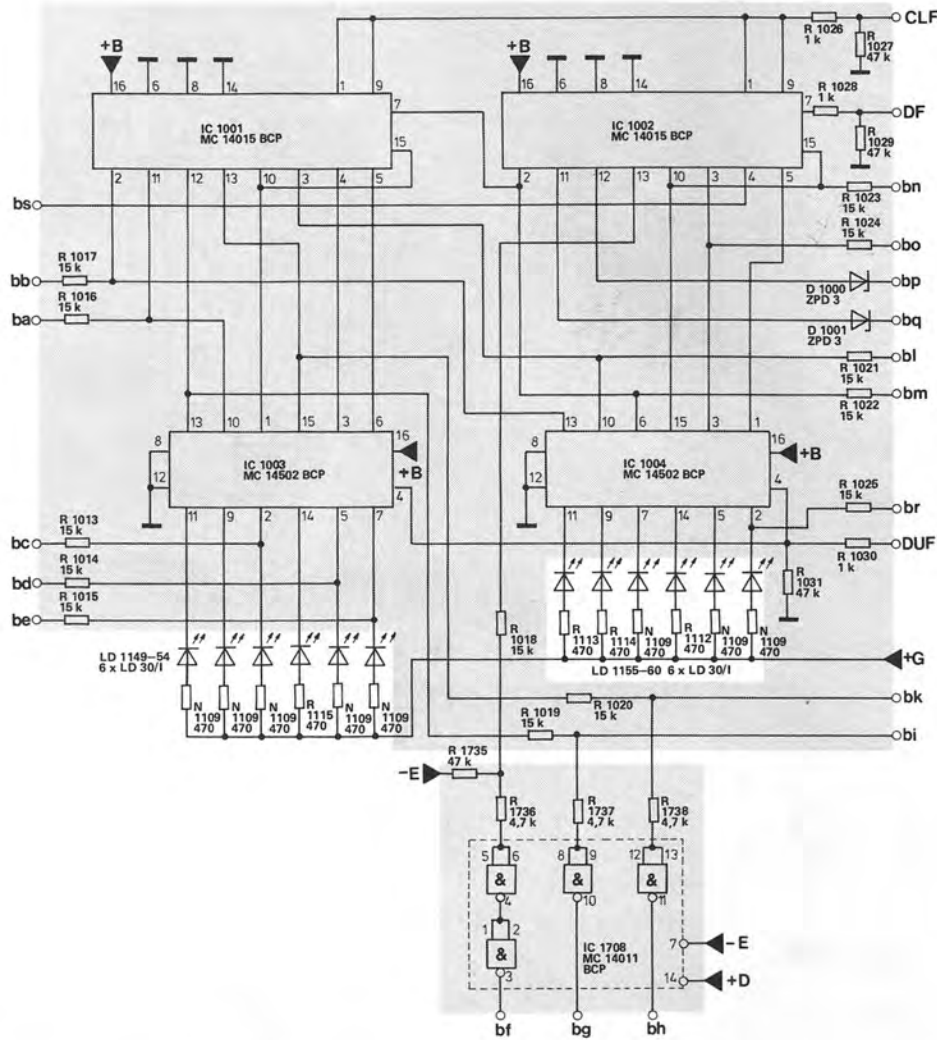 CLF
R 1026
1 k
R
1027
47 k
+B
+B
16 6 8 14 1 9
16 6 8 14 1 9
R 1028
1 k
DF
7
7
IC 1001
MC 14015 BCP
IC 1002
MC 14015 BCP
R
1029
47 k
15
15
2 11 12 13 10 3 4 5
2 11 12 13 10 3 4 5
bn
R 1023
15 k
bs
R 1024
15 k
bo
R 1017
15 k
bb
bp
D 1000
ZPD 3
R 1016
15 k
ba
bq
D 1001
ZPD 3
bl
R 1021
15 k
bm
R 1022
15 k
13 10 1 15 3 6
13 10 6 15 3 1
8
16
8
16
IC 1003
MC 14502 BCP
+B
IC 1004
MC 14502 BCP
+B
12
4
12
4
R 1025
15 k
11 9 2 14 5 7
11 9 7 14 5 2
br
R 1013
15 k
bc
DUF
R 1030
1 k
R 1014
15 k
bd
R
1031
47 k
R 1015
15 k
be
R
1018
15 k
R
1113
470
R
1114
470
N
1109
470
R
1112
470
N
1109
470
N
1109
470
LD 1149–54
6 x LD 30/I
LD 1155–60 6 x LD 30/I
+G
N
1109
470
N
1109
470
N
1109
470
R
1115
470
N
1109
470
N
1109
470
R 1020
15 k
bk
R 1019
15 k
bi
R 1735
47 k
–E
R
1736
4,7 k
R
1737
4,7 k
R
1738
4,7 k
5 6
8 9
12 13
&
&
&
4
10
11
1 2
&
3
IC 1708
MC 14011
BCP
7
–E
14
+D
bf
bg
bh